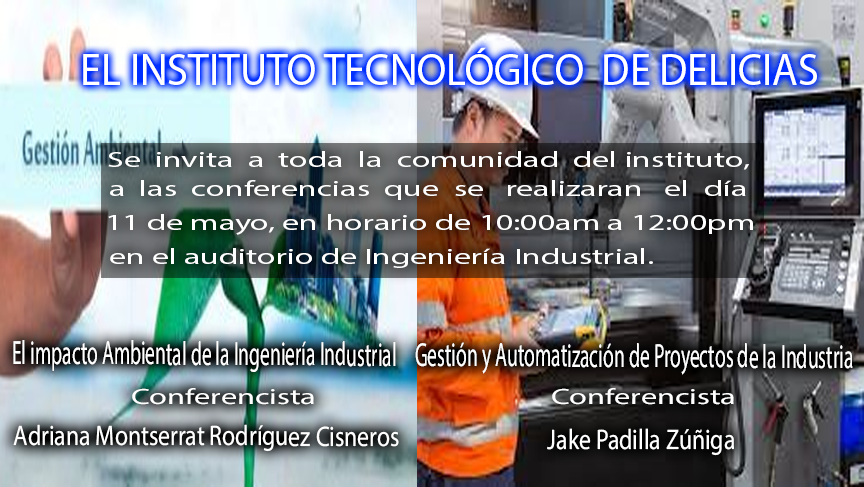 EL INSTITUTO TECNOLÓGICO DE DELICIAS
Gestión Ambiental
Se invita a toda la comunidad del instituto,
a las conferencias que se realizaran el día
11 de mayo, en horario de 10:00am a 12:00pm
en el auditorio de Ingeniería Industrial.
El impacto Ambiental de la Ingeniería Industrial
Conferencista
Adriana Montserrat Rodríguez Cisneros
Gestión y Automatización de Proyectos de la Industria
Conferencista
Jake Padilla Zúñiga